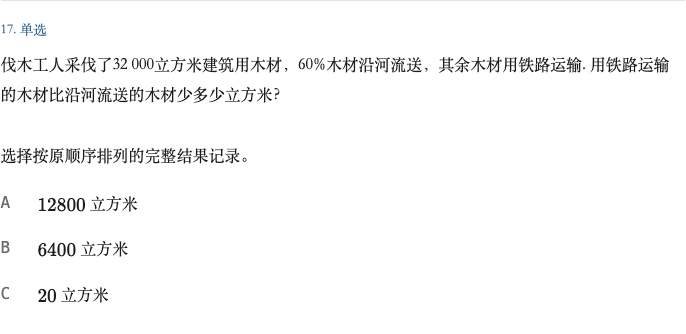 17. 单选
伐木工人采伐了32 000立方米建筑用木材，60%木材沿河流送，其余木材用铁路运输. 用铁路运输
的木材比沿河流送的木材少多少立方米?
选择按原顺序排列的完整结果记录。
A 12800 立方米
B 6400 立方米
C 20 立方米